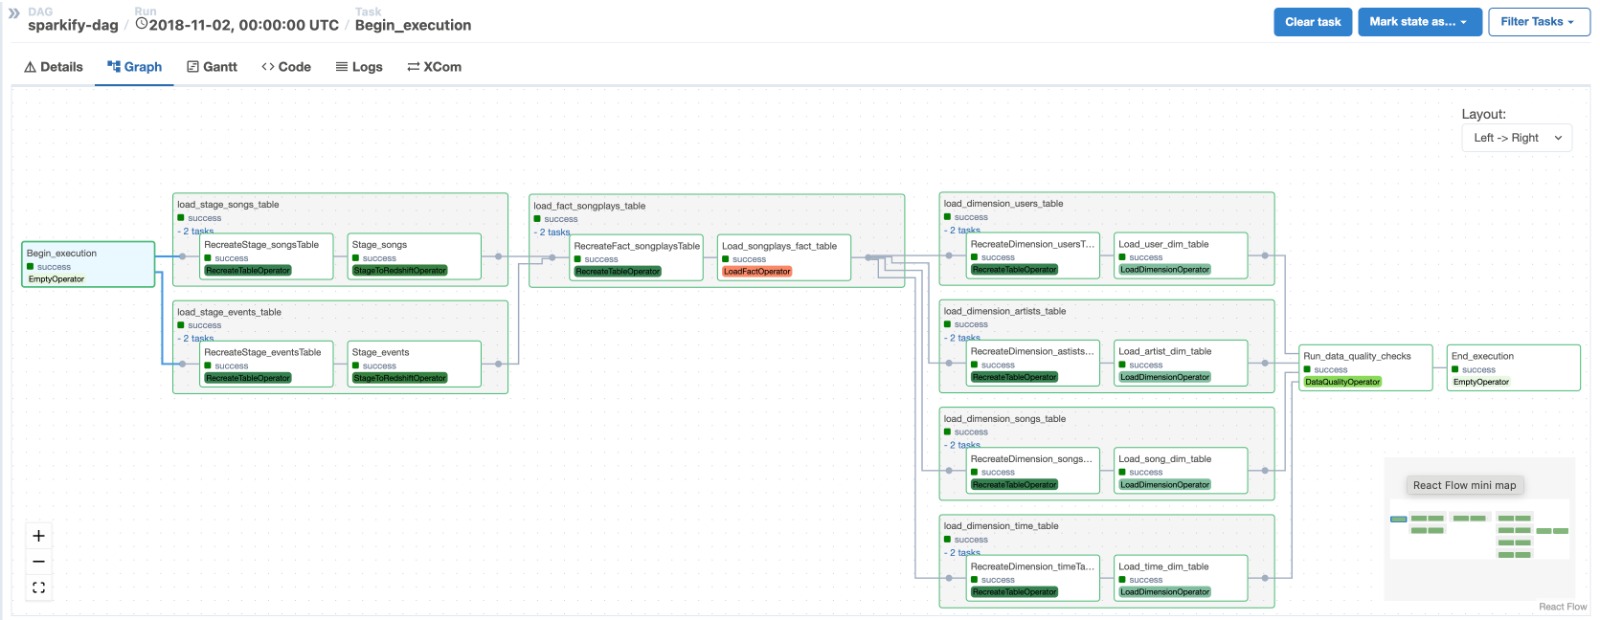 DAG
sparkify-dag
/
Run
2018-11-02, 00:00:00 UTC
/
Task
Begin_execution
Clear task
Mark state as...
Filter Tasks
Details
Graph
Gantt
Code
Logs
XCom
Layout:
Left -> Right
Begin_execution
success
EmptyOperator
load_stage_songs_table
success
- 2 tasks
RecreateStage_songsTable
success
RecreateTableOperator
Stage_songs
success
StageToRedshiftOperator
load_stage_events_table
success
- 2 tasks
RecreateStage_eventsTable
success
RecreateTableOperator
Stage_events
success
StageToRedshiftOperator
load_fact_songplays_table
success
- 2 tasks
RecreateFact_songplaysTable
success
RecreateTableOperator
Load_songplays_fact_table
success
LoadFactOperator
load_dimension_users_table
success
- 2 tasks
RecreateDimension_usersT...
success
RecreateTableOperator
Load_user_dim_table
success
LoadDimensionOperator
load_dimension_artists_table
success
- 2 tasks
RecreateDimension_astists...
success
RecreateTableOperator
Load_artist_dim_table
success
LoadDimensionOperator
load_dimension_songs_table
success
- 2 tasks
RecreateDimension_songs...
success
RecreateTableOperator
Load_song_dim_table
success
LoadDimensionOperator
load_dimension_time_table
success
- 2 tasks
RecreateDimension_timeTa...
success
RecreateTableOperator
Load_time_dim_table
success
LoadDimensionOperator
Run_data_quality_checks
success
DataQualityOperator
End_execution
success
EmptyOperator
React Flow mini map
React Flow